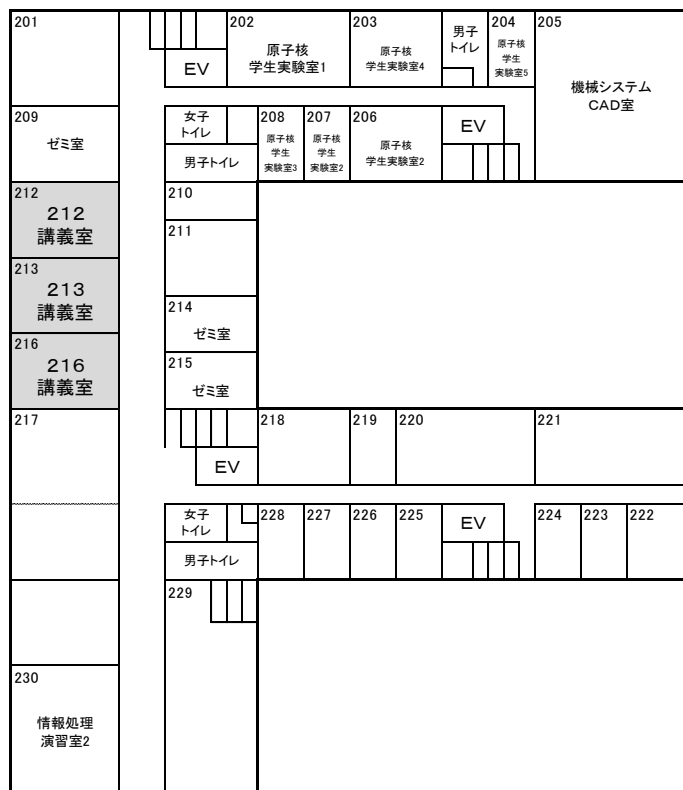 201
EV
202
原子核
学生実験室1
203
原子核
学生実験室4
男子
トイレ
204
原子核
学生
実験室5
205
機械システム
CAD室
209
ゼミ室
女子
トイレ
男子トイレ
208
原子核
学生
実験室3
207
原子核
学生
実験室2
206
原子核
学生実験室2
EV
212
212
講義室
210
211
213
213
講義室
214
ゼミ室
216
216
講義室
215
ゼミ室
217
EV
218
219
220
221
女子
トイレ
男子トイレ
228
227
226
225
EV
224
223
222
229
230
情報処理
演習室2